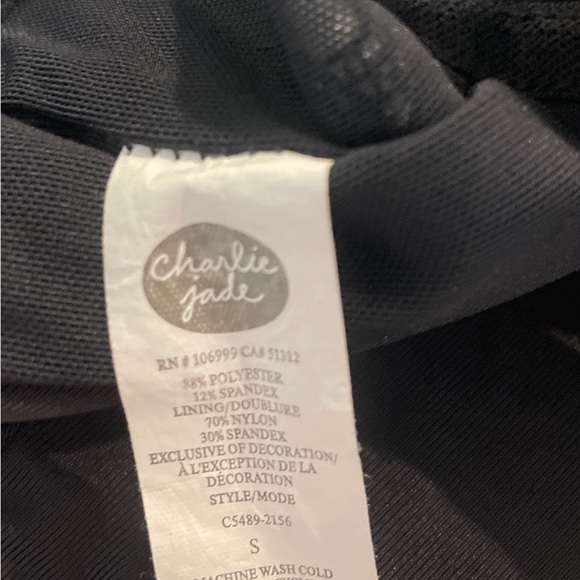 charlie
jade
RN # 106999 CA# 51312
88% POLYESTER
12% SPANDEX
LINING/DOUBLURE
70% NYLON
30% SPANDEX
EXCLUSIVE OF DECORATION/
À L'EXCEPTION DE LA
DÉCORATION
STYLE/MODE
C5489-2156
S
MACHINE WASH COLD